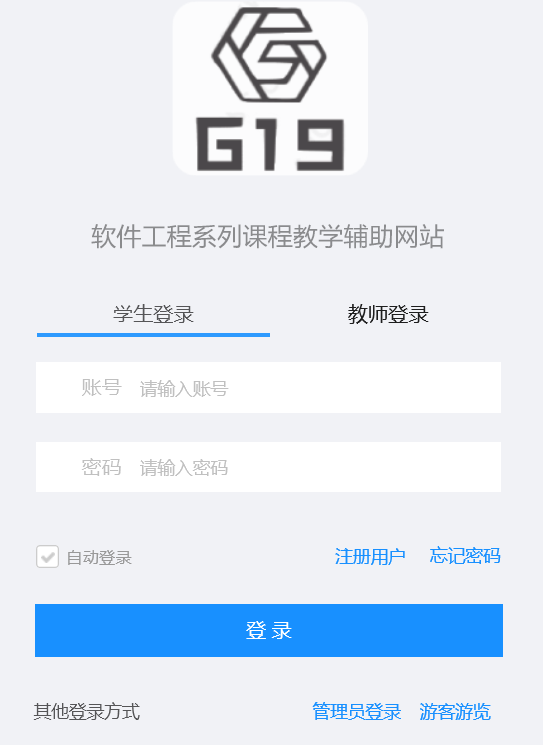 G19
软件工程系列课程教学辅助网站
学生登录 教师登录
账号 请输入账号
密码 请输入密码
自动登录 注册用户 忘记密码
登录
其他登录方式 管理员登录 游客游览